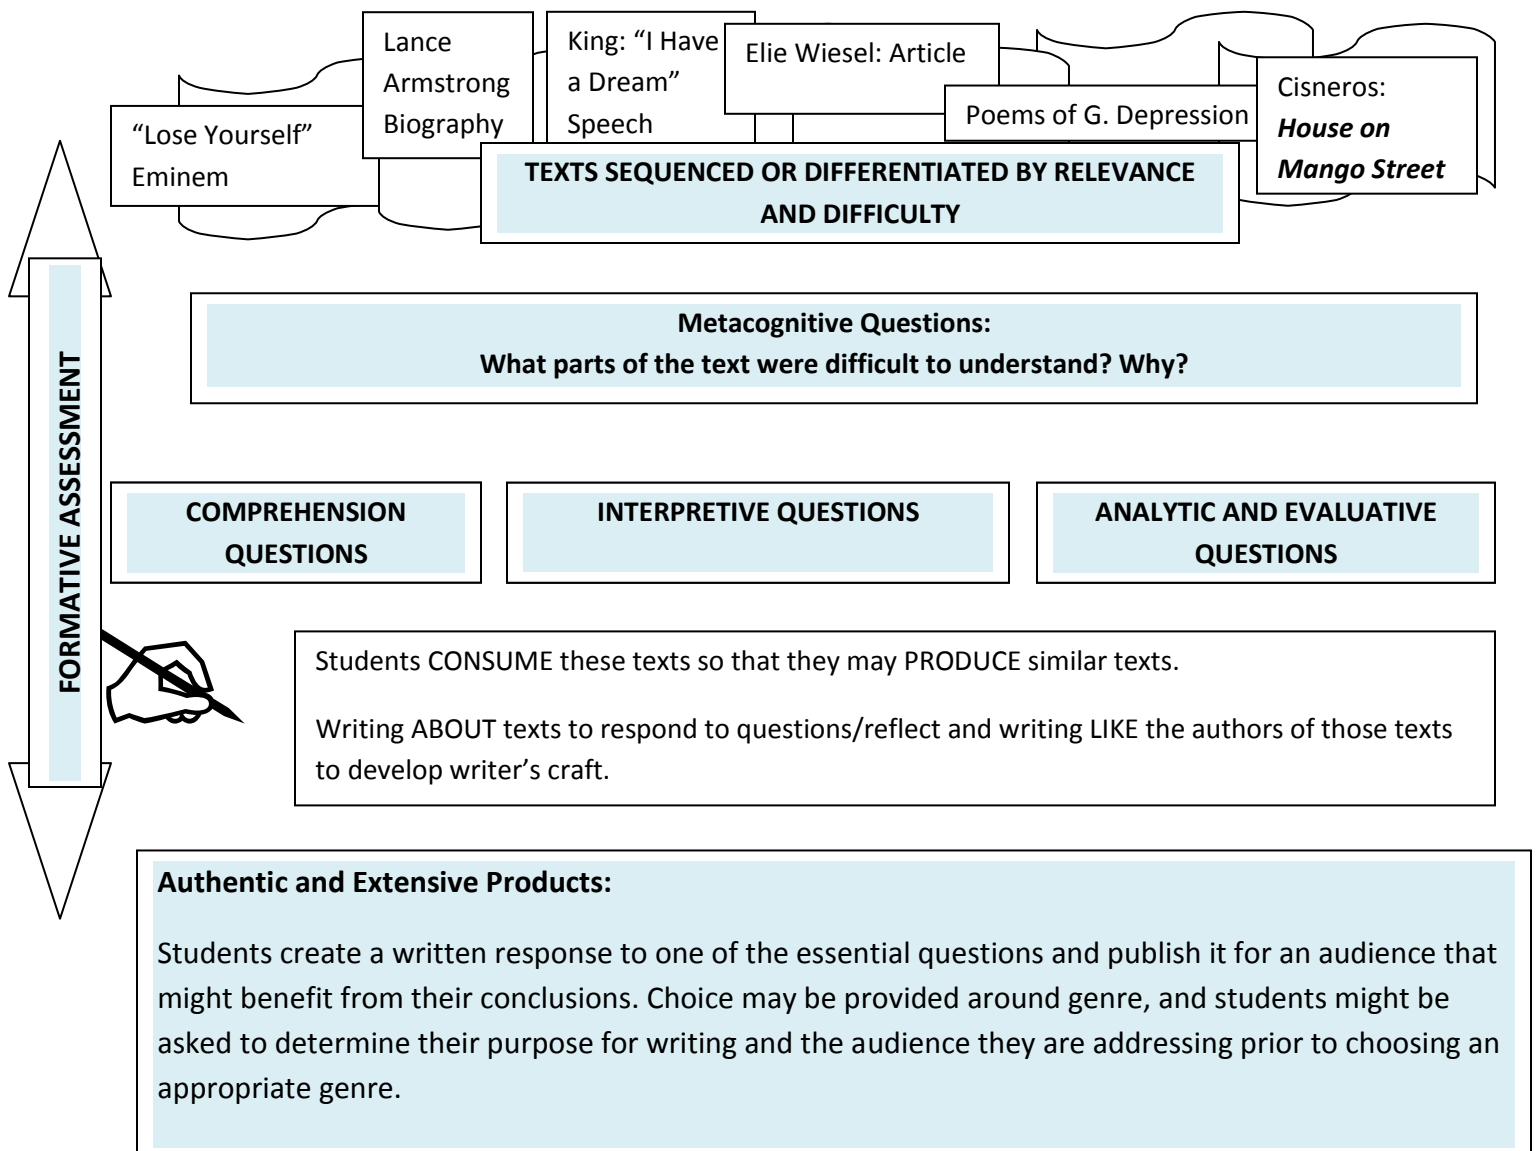 “Lose Yourself”
Eminem
Lance
Armstrong
Biography
King: “I Have
a Dream”
Speech
Elie Wiesel: Article
Poems of G. Depression
Cisneros:
House on
Mango Street
TEXTS SEQUENCED OR DIFFERENTIATED BY RELEVANCE
AND DIFFICULTY
FORMATIVE ASSESSMENT
Metacognitive Questions:
What parts of the text were difficult to understand? Why?
COMPREHENSION
QUESTIONS
INTERPRETIVE QUESTIONS
ANALYTIC AND EVALUATIVE
QUESTIONS
Students CONSUME these texts so that they may PRODUCE similar texts.
Writing ABOUT texts to respond to questions/reflect and writing LIKE the authors of those texts
to develop writer’s craft.
Authentic and Extensive Products:
Students create a written response to one of the essential questions and publish it for an audience that
might benefit from their conclusions. Choice may be provided around genre, and students might be
asked to determine their purpose for writing and the audience they are addressing prior to choosing an
appropriate genre.